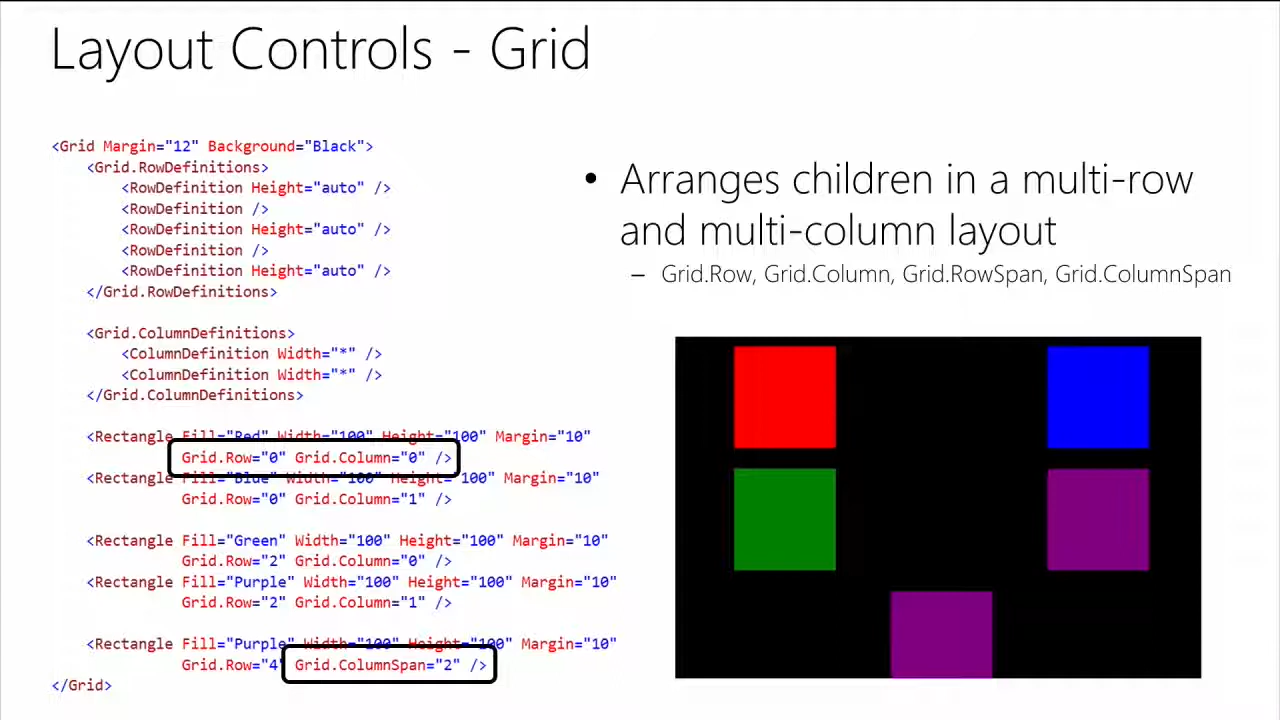 Layout Controls - Grid
<Grid Margin="12" Background="Black">
<Grid.RowDefinitions>
<RowDefinition Height="auto" />
<RowDefinition />
<RowDefinition Height="auto" />
<RowDefinition />
<RowDefinition Height="auto" />
</Grid.RowDefinitions>
<Grid.ColumnDefinitions>
<ColumnDefinition Width="*" />
<ColumnDefinition Width="*" />
</Grid.ColumnDefinitions>
<Rectangle Fill="Red" Width="100" Height="100" Margin="10"
Grid.Row="0" Grid.Column="0" />
<Rectangle Fill="Blue" Width="100" Height="100" Margin="10"
Grid.Row="0" Grid.Column="1" />
<Rectangle Fill="Green" Width="100" Height="100" Margin="10"
Grid.Row="2" Grid.Column="0" />
<Rectangle Fill="Purple" Width="100" Height="100" Margin="10"
Grid.Row="2" Grid.Column="1" />
<Rectangle Fill="Purple" Width="100" Height="100" Margin="10"
Grid.Row="4" Grid.ColumnSpan="2" />
</Grid>
• Arranges children in a multi-row
and multi-column layout
– Grid.Row, Grid.Column, Grid.RowSpan, Grid.ColumnSpan